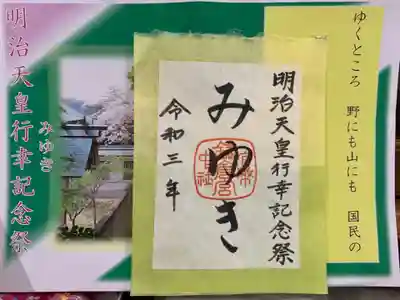 ゆくところ 野にも山にも 国民の
明治天皇行幸記念祭
みゆき
令和三年
明治天皇行幸記念祭
みゆき